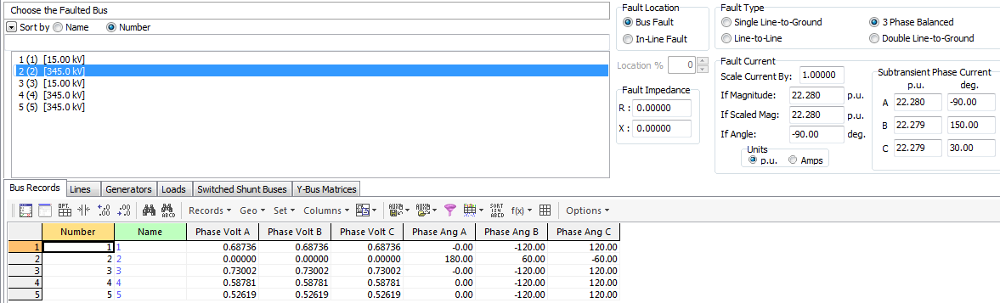 Choose the Faulted Bus
Sort by Name Number
1 (1) [15.00 kV]
2 (2) [345.0 kV]
3 (3) [15.00 kV]
4 (4) [345.0 kV]
5 (5) [345.0 kV]
Fault Location
Bus Fault
In-Line Fault
Location % 0
Fault Impedance
R : 0.00000
X : 0.00000
Fault Type
Single Line-to-Ground 3 Phase Balanced
Line-to-Line Double Line-to-Ground
Fault Current
Scale Current By: 1.00000
If Magnitude: 22.280 p.u.
If Scaled Mag: 22.280 p.u.
If Angle: -90.00 deg.
Units
p.u. Amps
Subtransient Phase Current
p.u. deg.
A 22.280 -90.00
B 22.279 150.00
C 22.279 30.00
Bus Records Lines Generators Loads Switched Shunt Buses Y-Bus Matrices
Records Geo Set Columns f(x) Options
Number Name Phase Volt A Phase Volt B Phase Volt C Phase Ang A Phase Ang B Phase Ang C
1 1 1 0.68736 0.68736 0.68736 -0.00 -120.00 120.00
2 2 2 0.00000 0.00000 0.00000 180.00 60.00 -60.00
3 3 3 0.73002 0.73002 0.73002 -0.00 -120.00 120.00
4 4 4 0.58781 0.58781 0.58781 0.00 -120.00 120.00
5 5 5 0.52619 0.52619 0.52619 0.00 -120.00 120.00